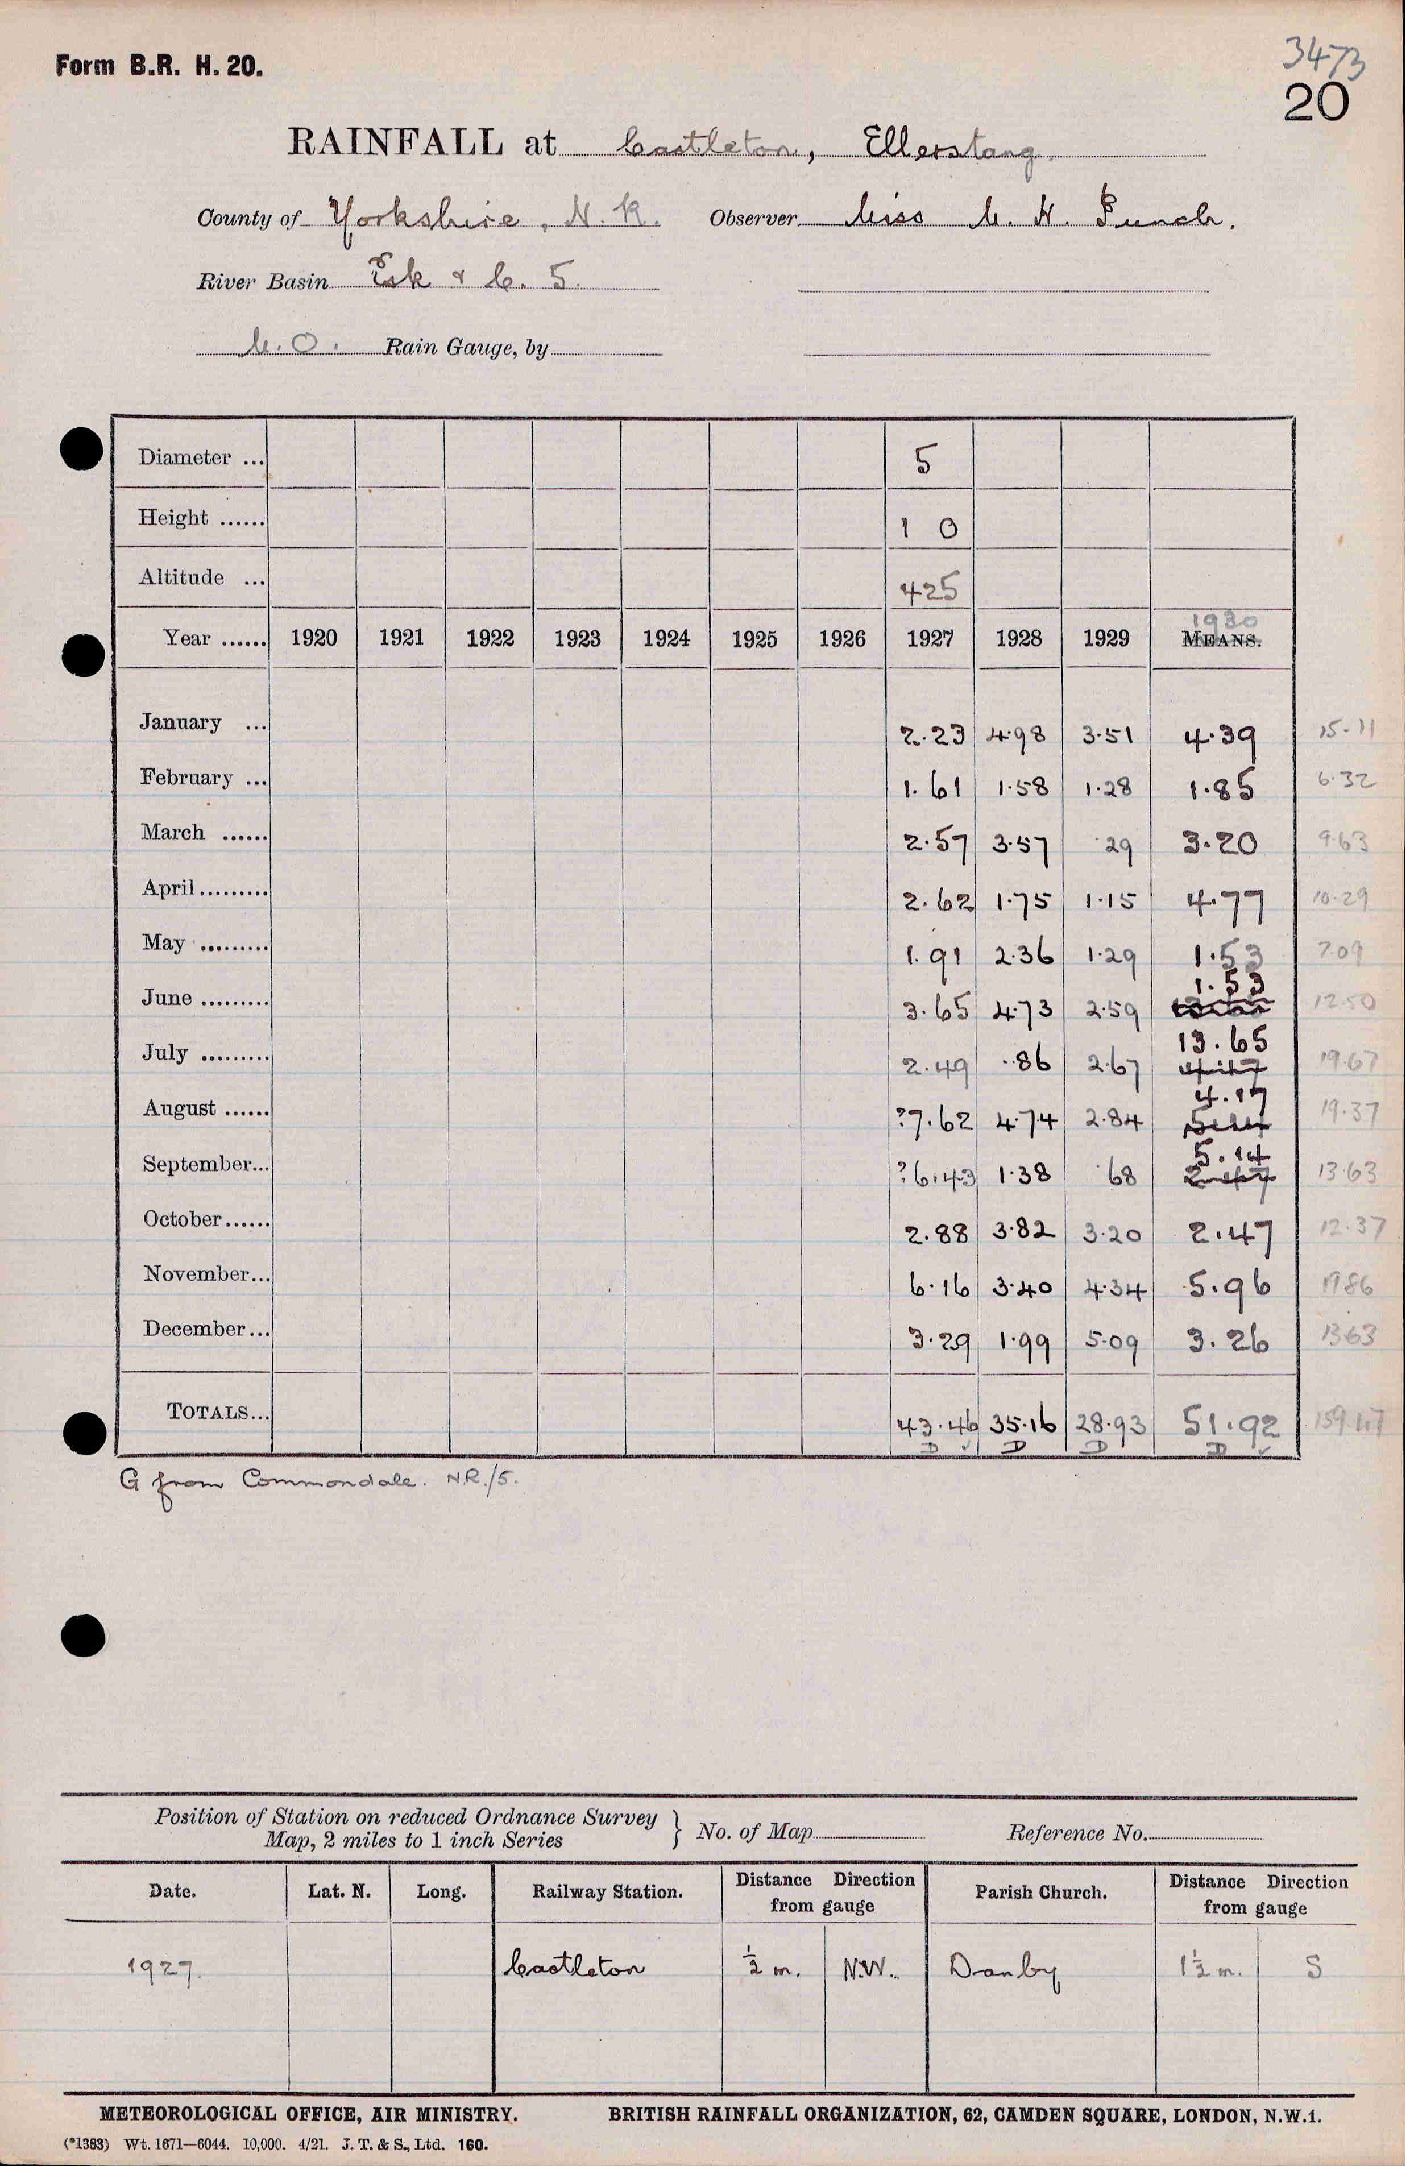 Form B.R. H. 20.
3473
20
RAINFALL at Castleton, Ellerstang.
County of Yorkshire, N. R. Observer Miss C. H. Punch.
River Basin Esk & C. 5.
M.O. Rain Gauge, by
Diameter ... 5
Height ...... 1 0
Altitude ... 425
Year ...... 1920 1921 1922 1923 1924 1925 1926 1927 1928 1929 1930 MEANS.
January ... 2.23 4.98 3.51 4.39 15.11
February ... 1.61 1.58 1.28 1.85 6.32
March ...... 2.57 3.57 .29 3.20 9.63
April ......... 2.62 1.75 1.15 4.77 10.29
May ......... 1.91 2.36 1.29 1.53 7.09
June ......... 3.65 4.73 2.59 1.53 12.50
July ......... 2.49 .86 2.67 13.65 4.17 19.67
August ...... ?7.62 4.74 2.84 4.17 5.14 19.37
September... ?6.43 1.38 .68 5.14 2.47 13.63
October...... 2.88 3.82 3.20 2.47 12.37
November... 6.16 3.40 4.34 5.96 19.86
December... 3.29 1.99 5.09 3.26 13.63
TOTALS... 43.46 35.16 28.93 51.92 159.47
D ✓ D D D ✓
G from Commondale. N.R./5.
Position of Station on reduced Ordnance Survey
Map, 2 miles to 1 inch Series } No. of Map Reference No.
Date. Lat. N. Long. Railway Station. Distance Direction from gauge Parish Church. Distance Direction from gauge
1927. Castleton ½ m. N.W. Danby 1½ m. S
METEOROLOGICAL OFFICE, AIR MINISTRY. BRITISH RAINFALL ORGANIZATION, 62, CAMDEN SQUARE, LONDON, N.W.1.
(*1383) Wt. 1671—6044. 10,000. 4/21. J. T. & S., Ltd. 160.